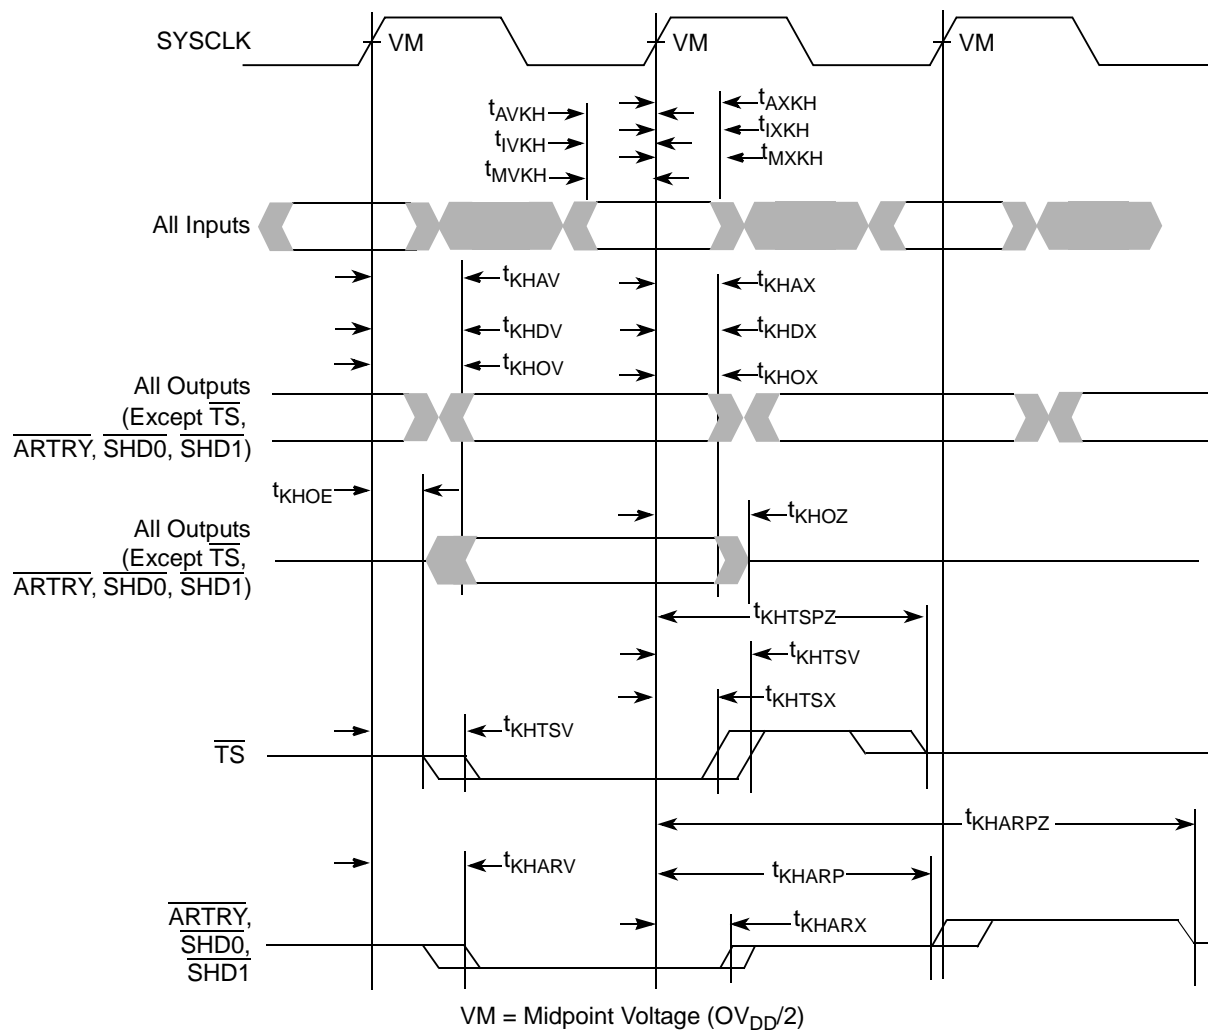 SYSCLK
VM
VM
VM
tAVKH
tAXKH
tIVKH
tIXKH
tMVKH
tMXKH
All Inputs
tKHAV
tKHAX
tKHDV
tKHDX
tKHOV
tKHOX
All Outputs
(Except TS,
ARTRY, SHD0, SHD1)
tKHOE
tKHOZ
All Outputs
(Except TS,
ARTRY, SHD0, SHD1)
tKHTSPZ
tKHTSV
tKHTSX
tKHTSV
TS
tKHARPZ
tKHARV
tKHARP
tKHARX
ARTRY,
SHD0,
SHD1
VM = Midpoint Voltage (OVDD/2)